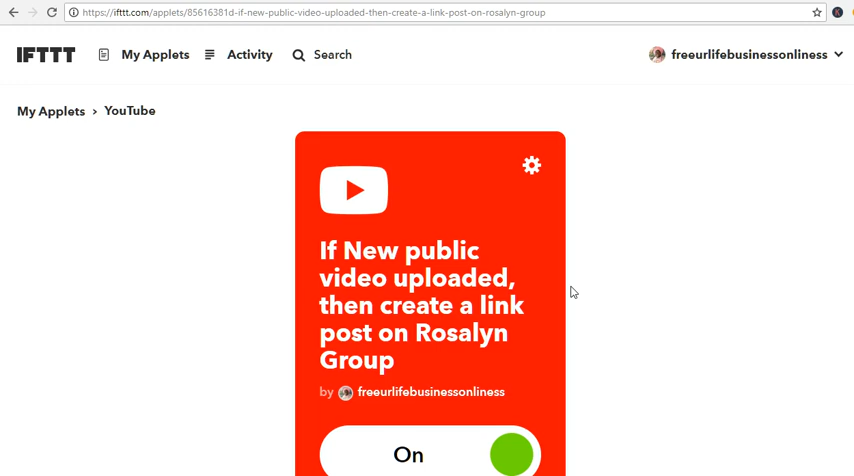 https://ifttt.com/applets/85616381d-if-new-public-video-uploaded-then-create-a-link-post-on-rosalyn-group
IFTTT My Applets Activity Search freeurlifebusinessonliness
My Applets › YouTube
If New public
video uploaded,
then create a link
post on Rosalyn
Group
by freeurlifebusinessonliness
On